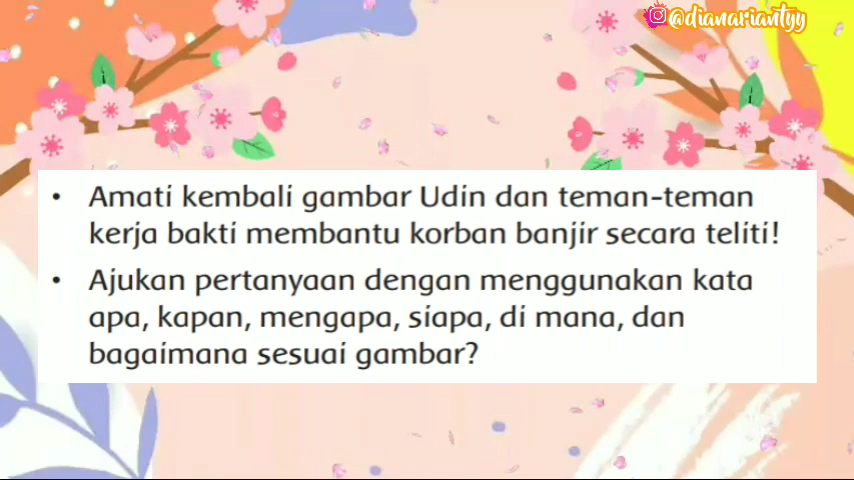 @dianariantyy
• Amati kembali gambar Udin dan teman-teman
kerja bakti membantu korban banjir secara teliti!
• Ajukan pertanyaan dengan menggunakan kata
apa, kapan, mengapa, siapa, di mana, dan
bagaimana sesuai gambar?